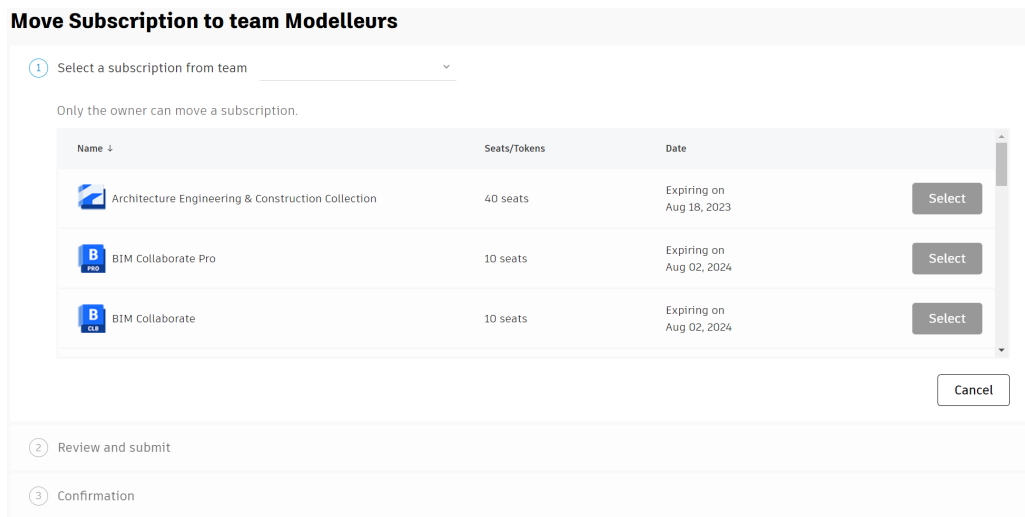 Move Subscription to team Modelleurs
1 Select a subscription from team
Only the owner can move a subscription.
Name ↓ Seats/Tokens Date
Architecture Engineering & Construction Collection 40 seats Expiring on
Aug 18, 2023 Select
B PRO BIM Collaborate Pro 10 seats Expiring on
Aug 02, 2024 Select
B CLB BIM Collaborate 10 seats Expiring on
Aug 02, 2024 Select
Cancel
2 Review and submit
3 Confirmation